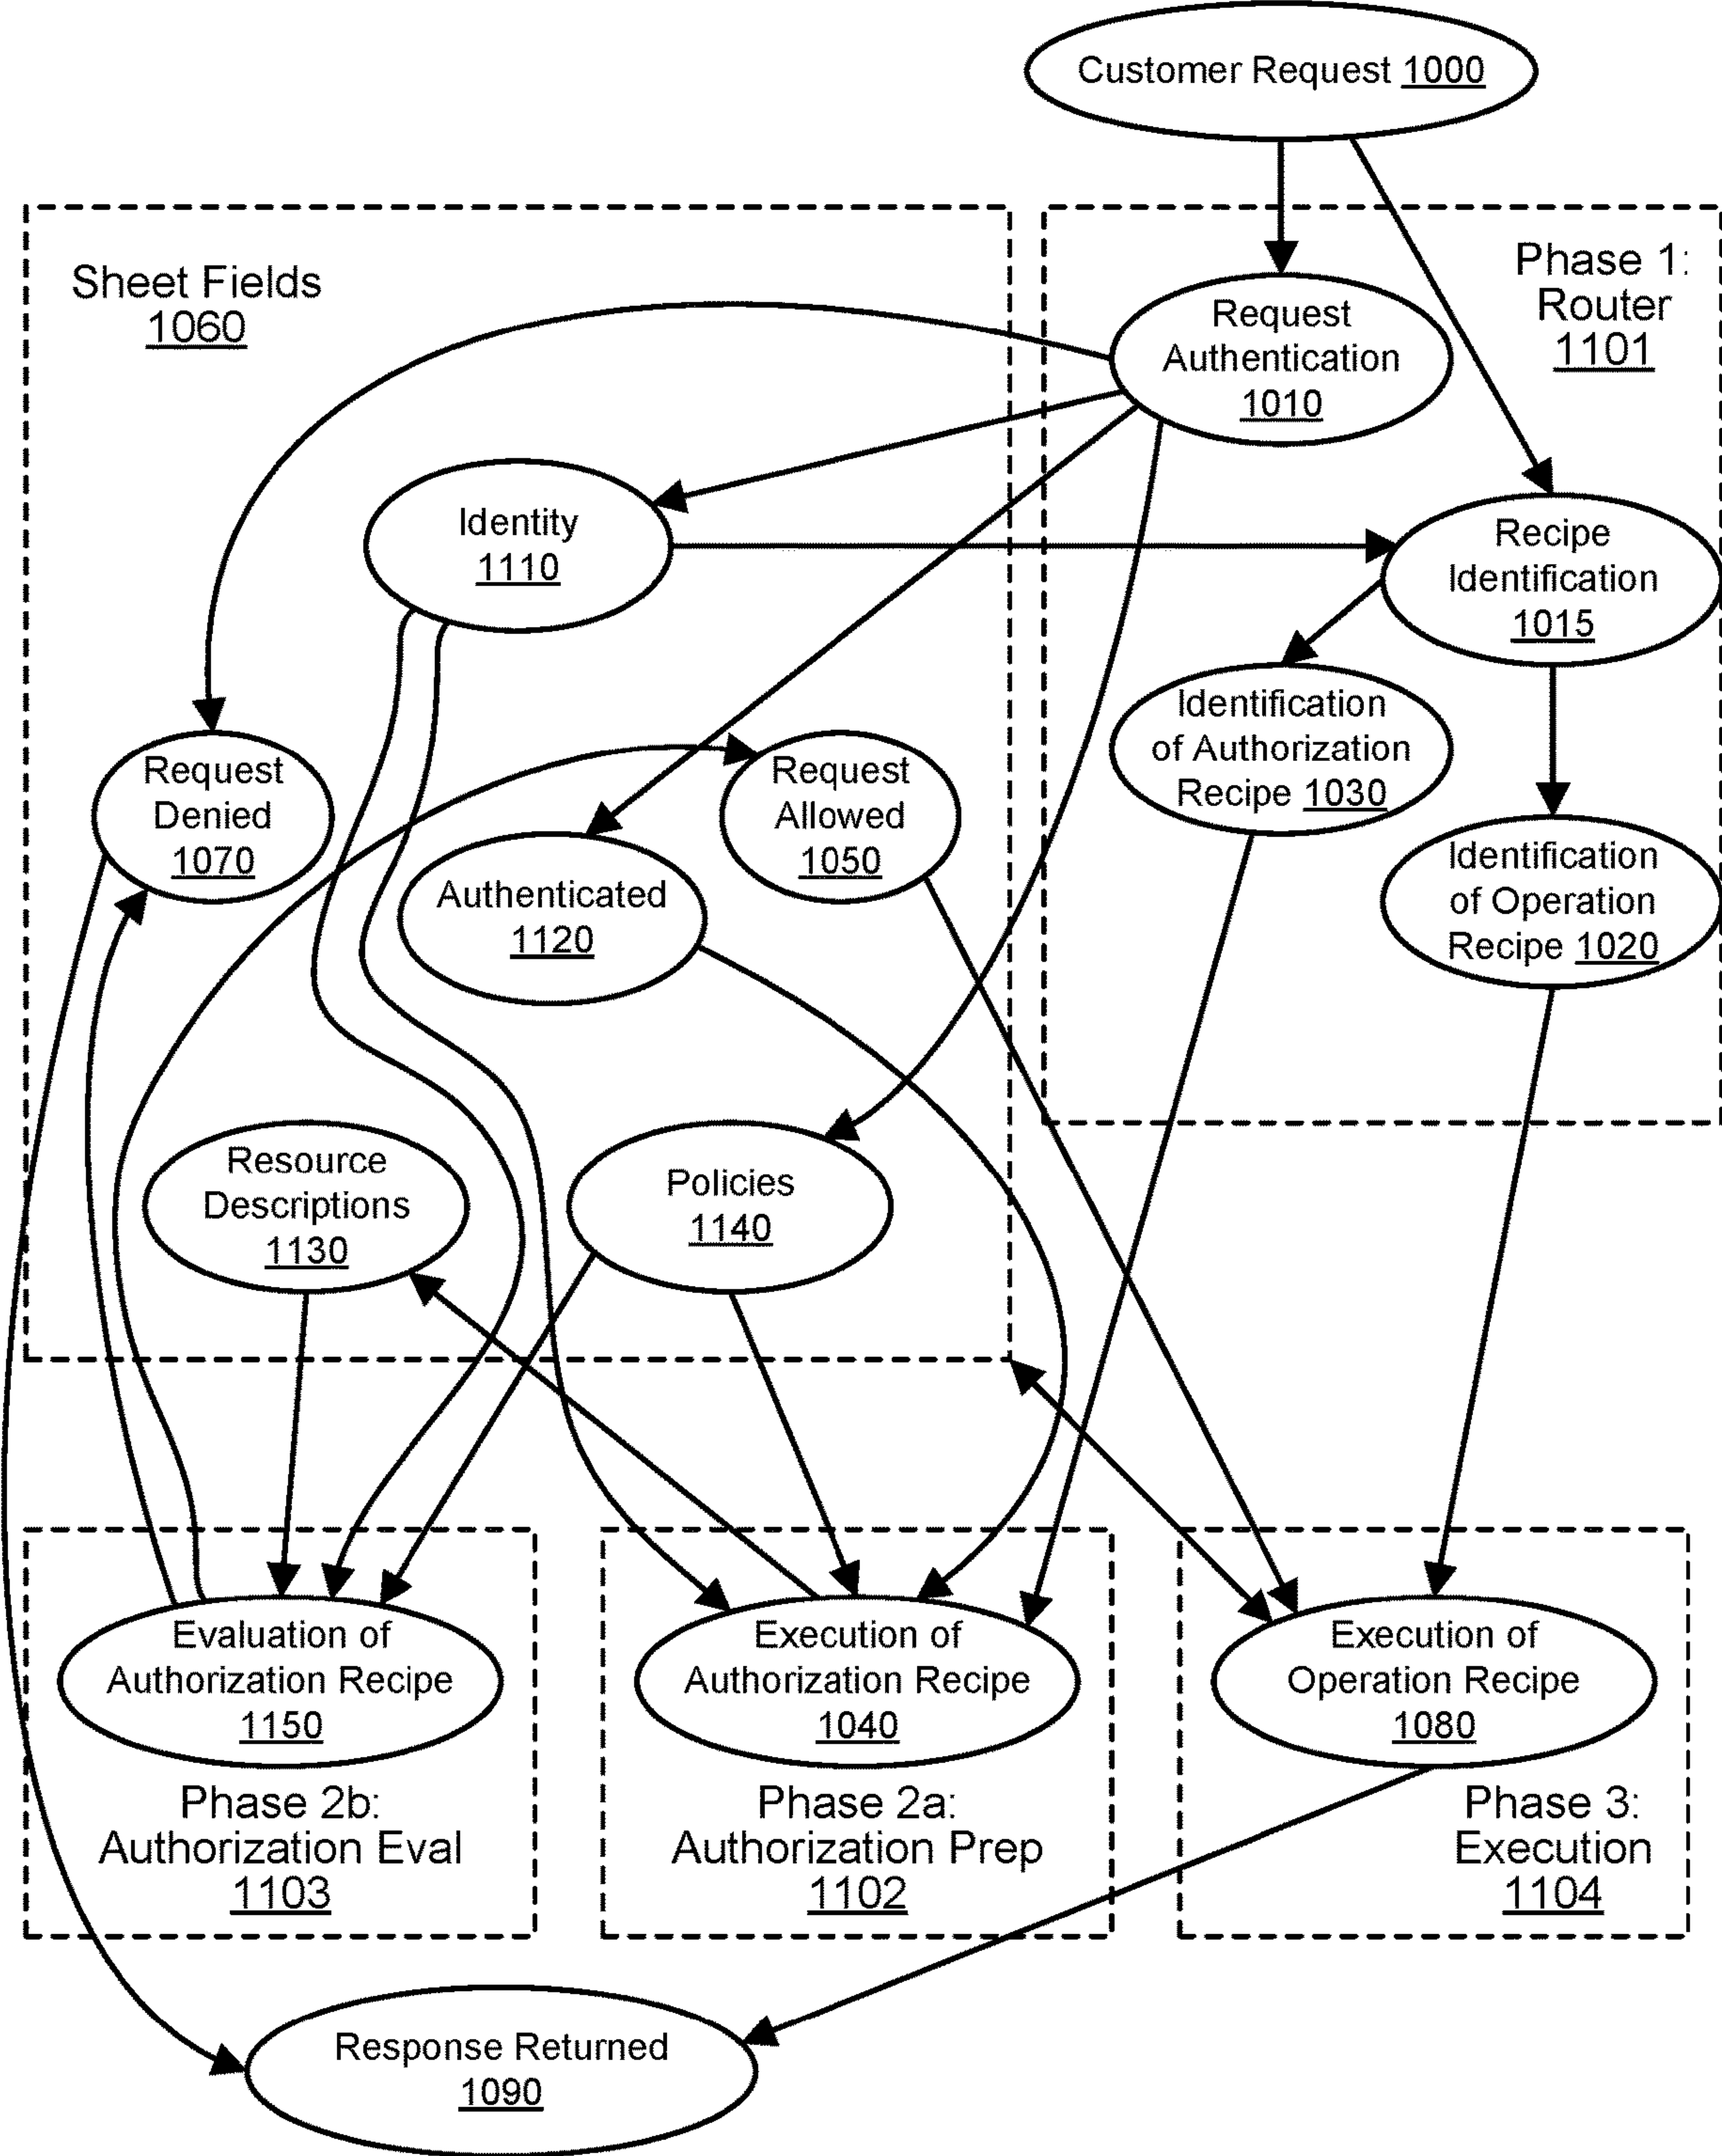 Customer Request 1000
Sheet Fields
1060
Phase 1:
Router
1101
Request
Authentication
1010
Identity
1110
Recipe
Identification
1015
Identification
of Authorization
Recipe 1030
Request
Denied
1070
Request
Allowed
1050
Authenticated
1120
Identification
of Operation
Recipe 1020
Resource
Descriptions
1130
Policies
1140
Evaluation of
Authorization Recipe
1150
Phase 2b:
Authorization Eval
1103
Execution of
Authorization Recipe
1040
Phase 2a:
Authorization Prep
1102
Execution of
Operation Recipe
1080
Phase 3:
Execution
1104
Response Returned
1090